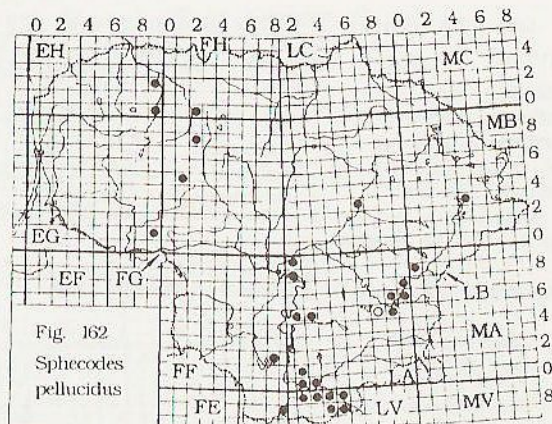 0 2 4 6 8 0 2 4 6 8 2 4 6 8 0 2 4 6 8
EH FH LC MC 4
2
0
MB 8
6
4
2
EG 0
EF FG 8
LB 6
Fig. 162 4
Sphecodes MA 2
pellucidus FF LA 0
FE LV MV 8